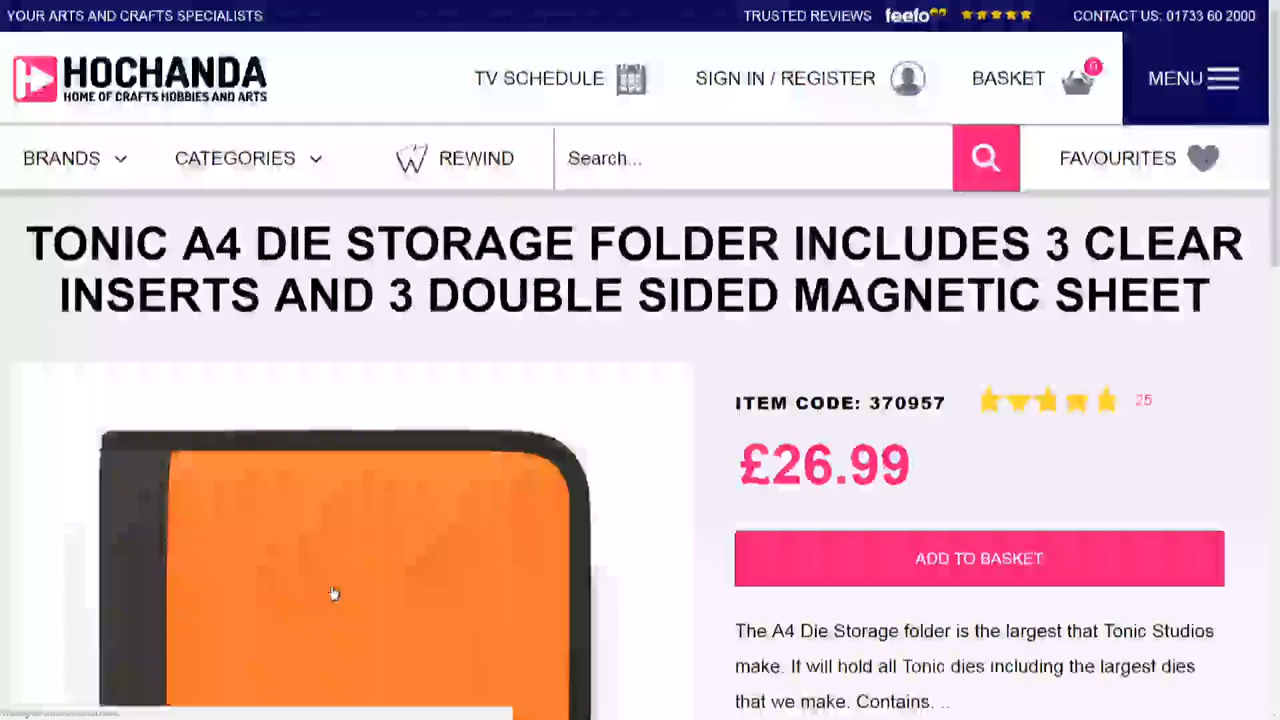 YOUR ARTS AND CRAFTS SPECIALISTS
TRUSTED REVIEWS feefo
CONTACT US: 01733 60 2000
HOCHANDA
HOME OF CRAFTS HOBBIES AND ARTS
TV SCHEDULE
SIGN IN / REGISTER
BASKET
0
MENU
BRANDS
CATEGORIES
REWIND
Search...
FAVOURITES
TONIC A4 DIE STORAGE FOLDER INCLUDES 3 CLEAR
INSERTS AND 3 DOUBLE SIDED MAGNETIC SHEET
ITEM CODE: 370957
25
£26.99
ADD TO BASKET
The A4 Die Storage folder is the largest that Tonic Studios
make. It will hold all Tonic dies including the largest dies
that we make. Contains. ..